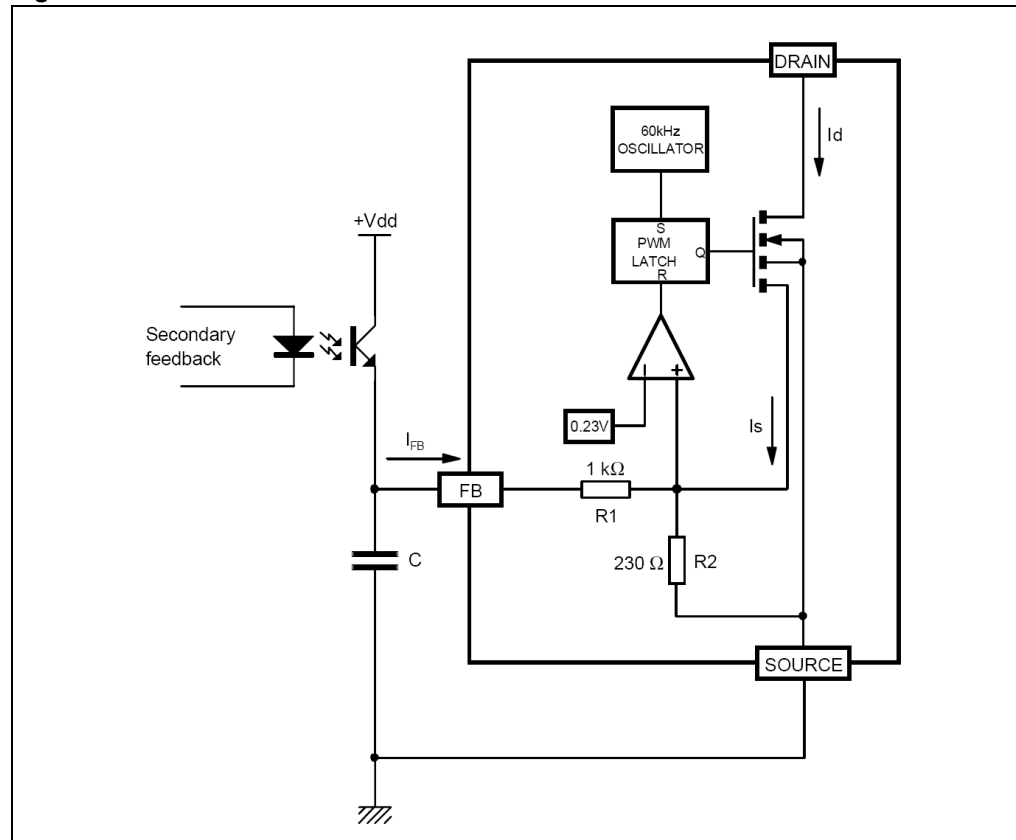 DRAIN
60kHz
OSCILLATOR
Id
+Vdd
S
PWM
LATCH
Q
R
Secondary
feedback
- +
0.23V
Is
IFB
1 kΩ
FB
R1
230 Ω R2
C
SOURCE